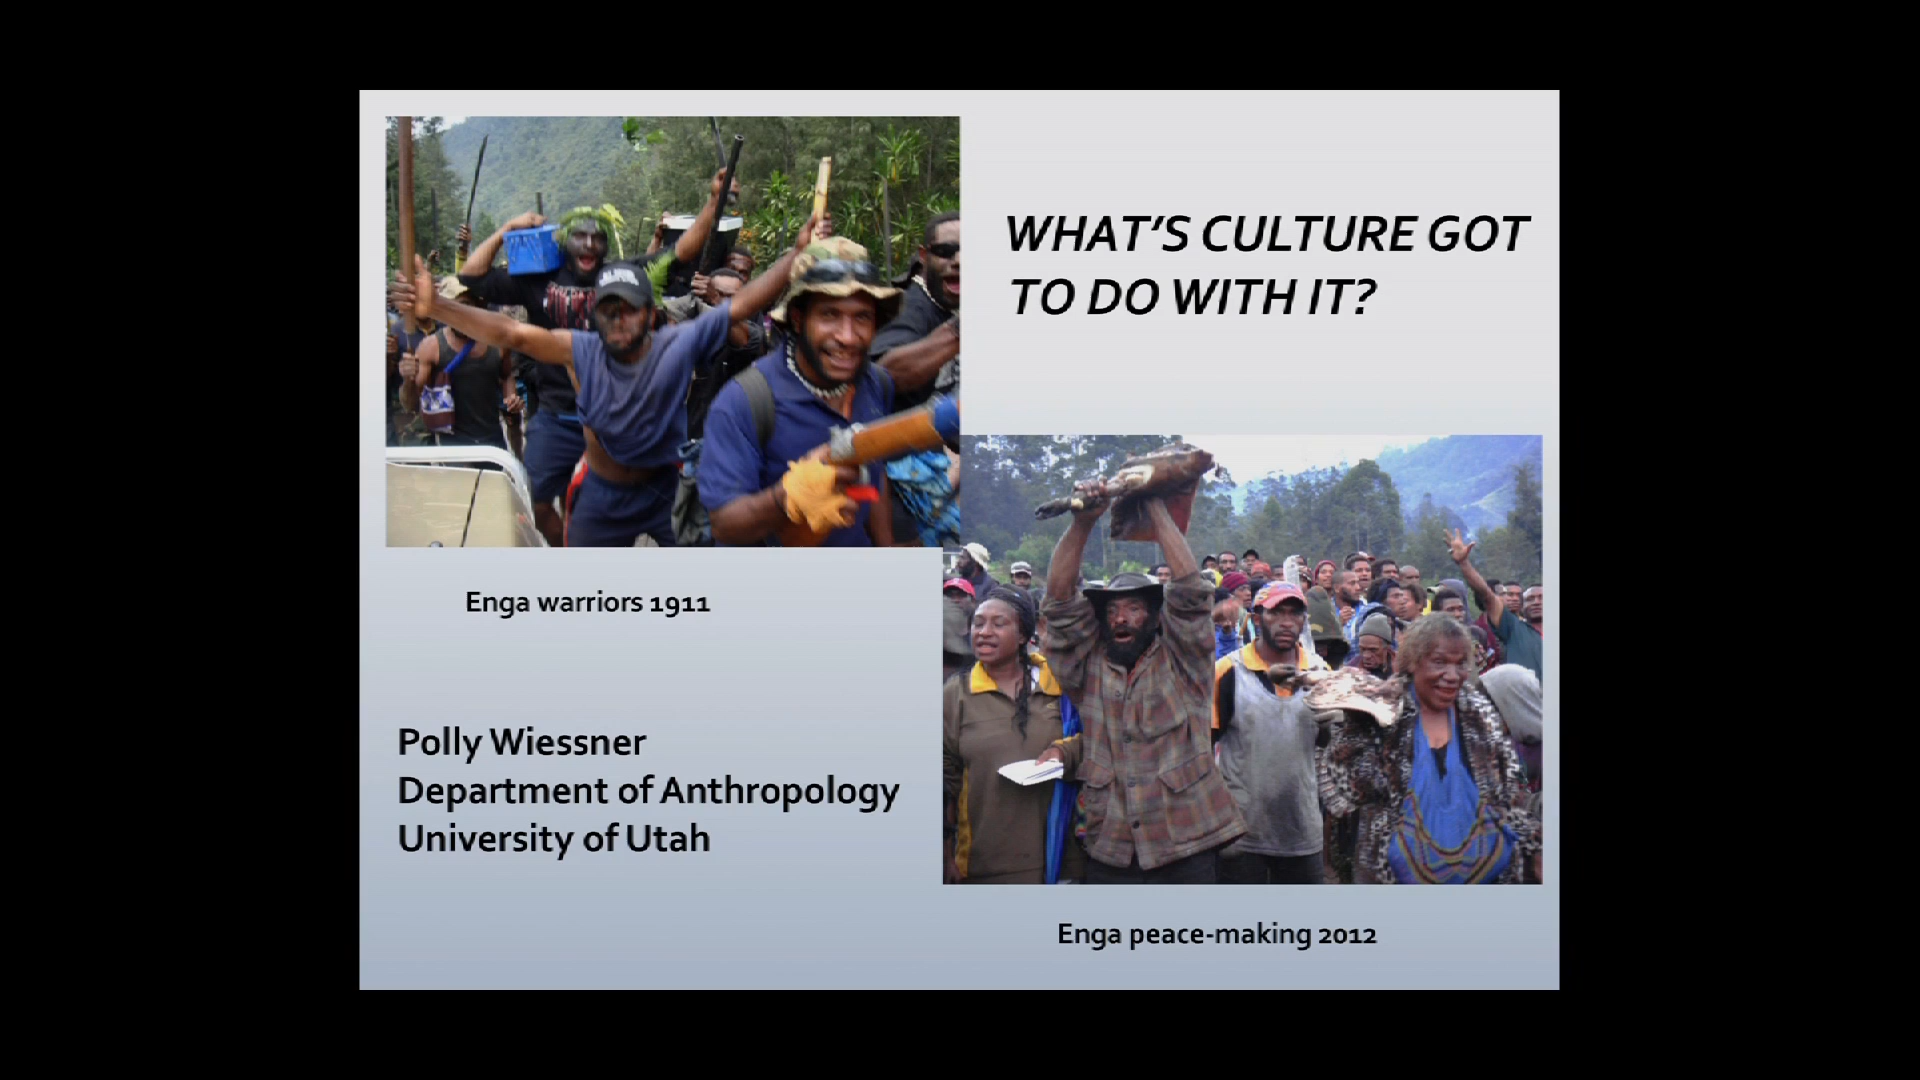 WHAT'S CULTURE GOT
TO DO WITH IT?
Enga warriors 1911
Polly Wiessner
Department of Anthropology
University of Utah
Enga peace-making 2012